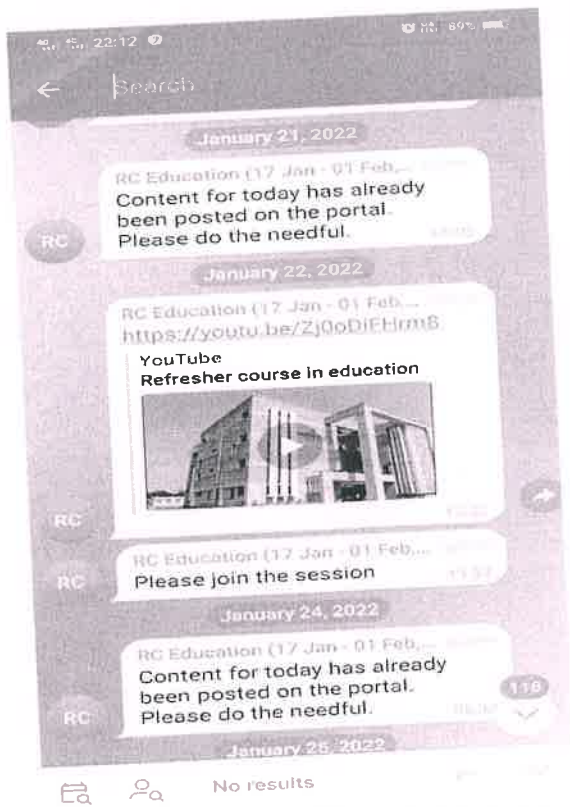 22:12
69%
Search
January 21, 2022
RC Education (17 Jan - 01 Feb,...
Content for today has already
been posted on the portal.
Please do the needful.
RC
January 22, 2022
RC Education (17 Jan - 01 Feb,...
YouTube
Refresher course in education
RC
RC Education (17 Jan - 01 Feb,...
Please join the session
RC
January 24, 2022
RC Education (17 Jan - 01 Feb,...
Content for today has already
been posted on the portal.
Please do the needful.
118
RC
January 25, 2022
No results